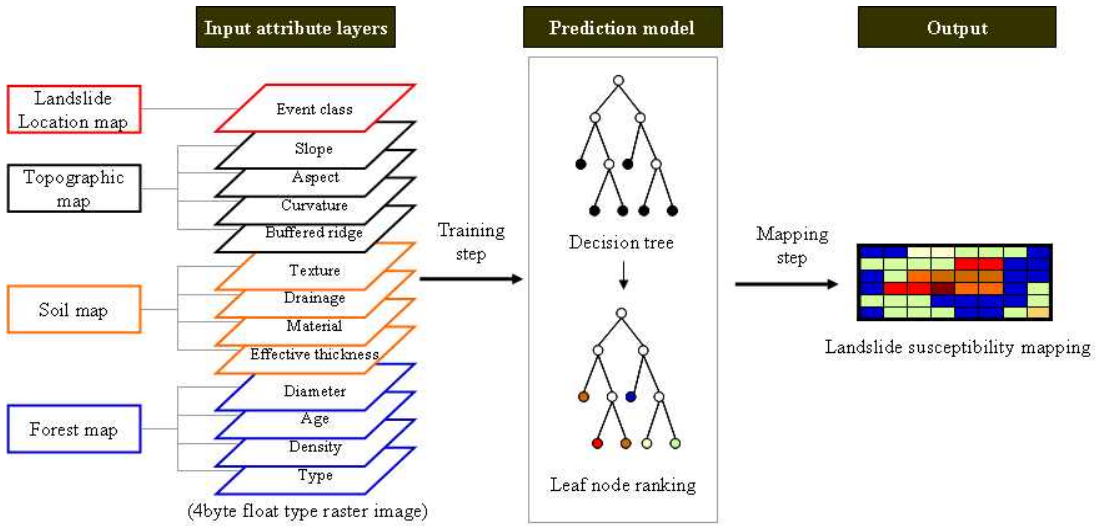 Input attribute layers
Prediction model
Output
Landslide
Location map
Event class
Topographic
map
Slope
Aspect
Curvature
Buffered ridge
Soil map
Texture
Drainage
Material
Effective thickness
Forest map
Diameter
Age
Density
Type
(4byte float type raster image)
Training
step
Decision tree
Leaf node ranking
Mapping
step
Landslide susceptibility mapping